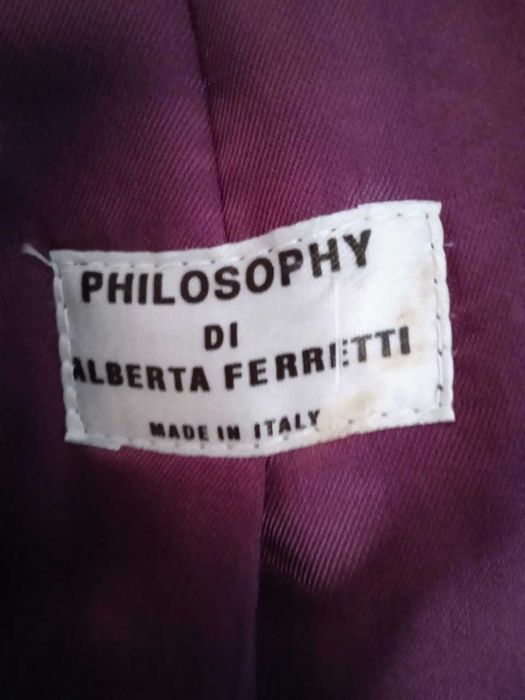 PHILOSOPHY
DI
ALBERTA FERRETTI
MADE IN ITALY